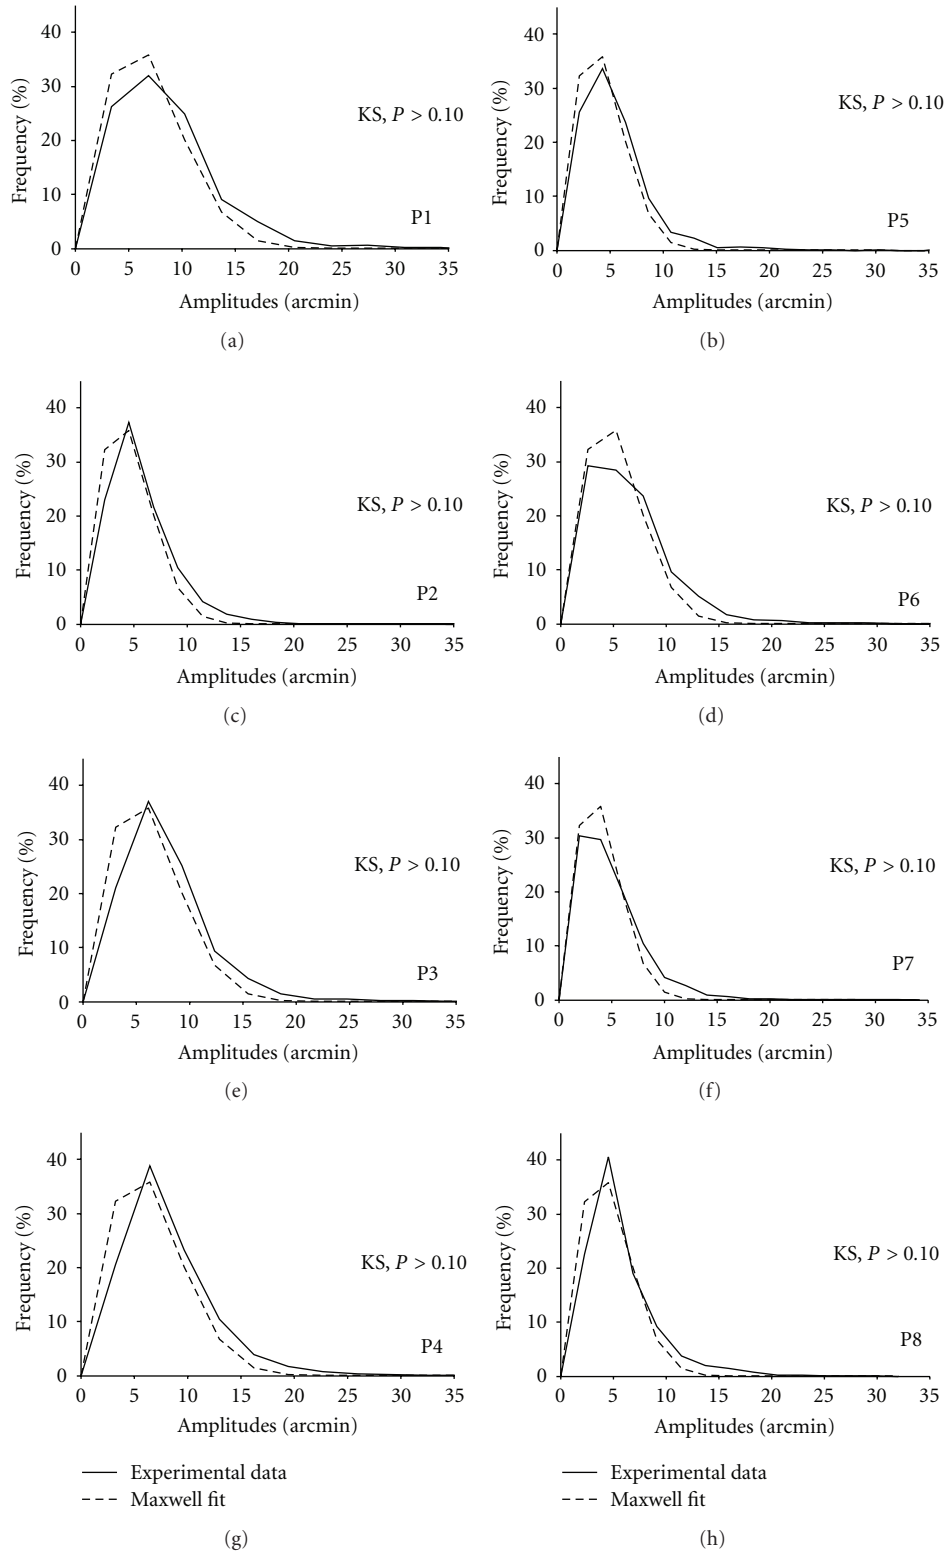 40
30
20
10
0
Frequency (%)
KS, P > 0.10
P1
0 5 10 15 20 25 30 35
Amplitudes (arcmin)
(a)
40
30
20
10
0
Frequency (%)
KS, P > 0.10
P5
0 5 10 15 20 25 30 35
Amplitudes (arcmin)
(b)
40
30
20
10
0
Frequency (%)
KS, P > 0.10
P2
0 5 10 15 20 25 30 35
Amplitudes (arcmin)
(c)
40
30
20
10
0
Frequency (%)
KS, P > 0.10
P6
0 5 10 15 20 25 30 35
Amplitudes (arcmin)
(d)
40
30
20
10
0
Frequency (%)
KS, P > 0.10
P3
0 5 10 15 20 25 30 35
Amplitudes (arcmin)
(e)
40
30
20
10
0
Frequency (%)
KS, P > 0.10
P7
0 5 10 15 20 25 30 35
Amplitudes (arcmin)
(f)
40
30
20
10
0
Frequency (%)
KS, P > 0.10
P4
0 5 10 15 20 25 30 35
Amplitudes (arcmin)
Experimental data
Maxwell fit
(g)
40
30
20
10
0
Frequency (%)
KS, P > 0.10
P8
0 5 10 15 20 25 30 35
Amplitudes (arcmin)
Experimental data
Maxwell fit
(h)